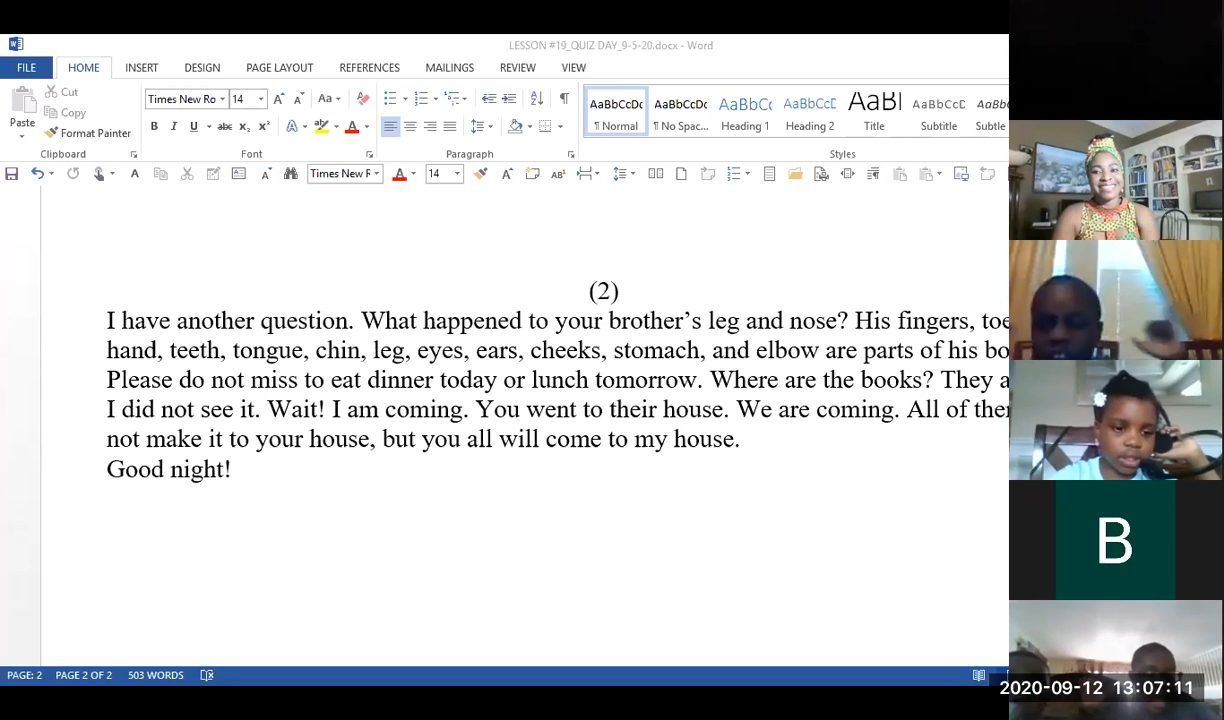 LESSON #19_QUIZ DAY_9-5-20.docx - Word
FILE HOME INSERT DESIGN PAGE LAYOUT REFERENCES MAILINGS REVIEW VIEW
Paste
Cut
Copy
Format Painter
Times New Ro 14
AaBbCcDc AaBbCcDc AaBbCc AaBbCcD AaBl AaBbCcD
¶ Normal ¶ No Spac... Heading 1 Heading 2 Title Subtitle Subtle
Clipboard Font Paragraph Styles
Times New R 14
(2)
I have another question. What happened to your brother’s leg and nose? His fingers, toe
hand, teeth, tongue, chin, leg, eyes, ears, cheeks, stomach, and elbow are parts of his bo
Please do not miss to eat dinner today or lunch tomorrow. Where are the books? They a
I did not see it. Wait! I am coming. You went to their house. We are coming. All of ther
not make it to your house, but you all will come to my house.
Good night!
B
PAGE: 2 PAGE 2 OF 2 503 WORDS
2020-09-12 13:07:11